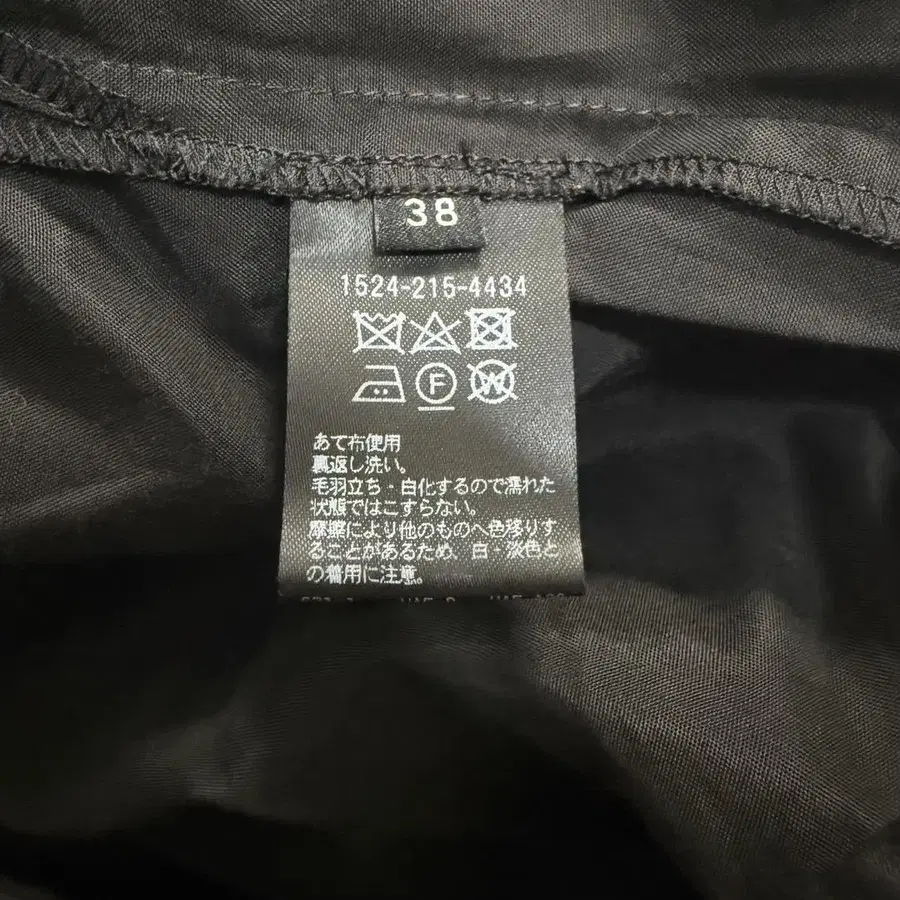 38
1524-215-4434
F W
あて布使用
裏返し洗い。
毛羽立ち・白化するので濡れた
状態ではこすらない。
摩擦により他のものへ色移りす
ることがあるため、白・淡色と
の着用に注意。